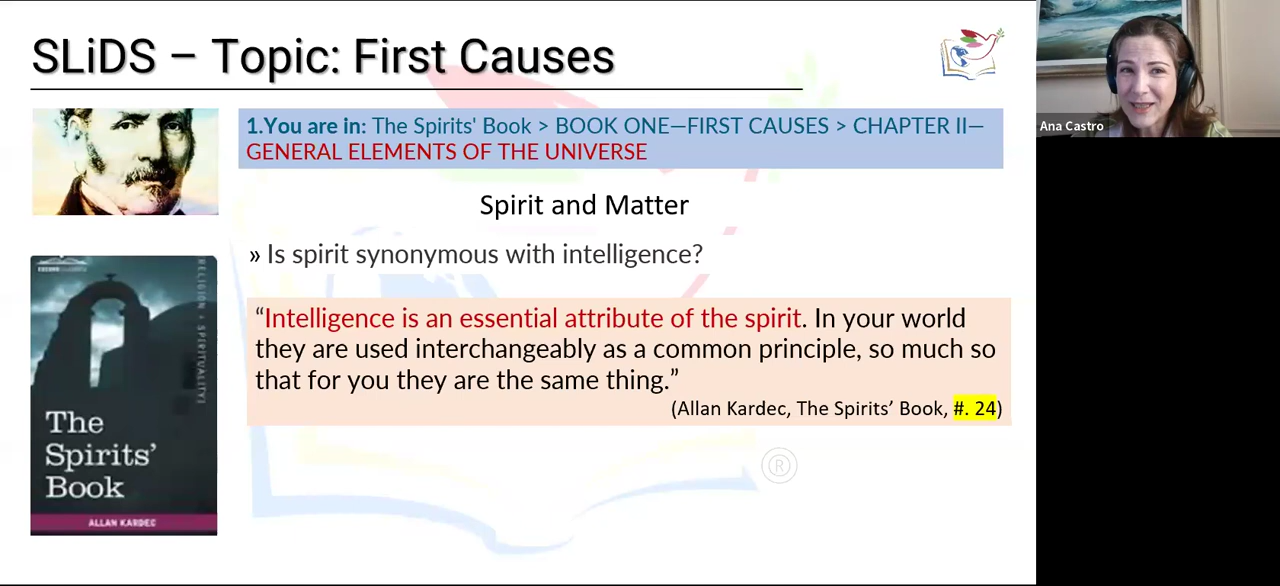 SLiDS – Topic: First Causes
Ana Castro
1.You are in: The Spirits' Book > BOOK ONE—FIRST CAUSES > CHAPTER II—
GENERAL ELEMENTS OF THE UNIVERSE
Spirit and Matter
» Is spirit synonymous with intelligence?
“Intelligence is an essential attribute of the spirit. In your world
they are used interchangeably as a common principle, so much so
that for you they are the same thing.”
(Allan Kardec, The Spirits’ Book, #. 24)
RELIGION + SPIRITUALITY
The
Spirits’
Book
ALLAN KARDEC
®